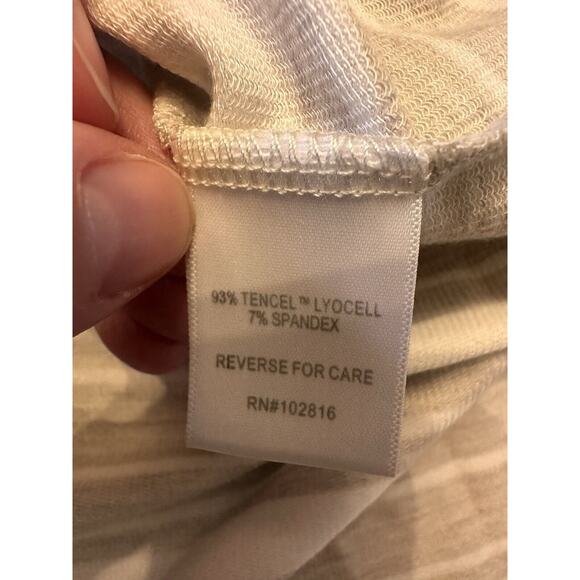 93% TENCEL™ LYOCELL
7% SPANDEX
REVERSE FOR CARE
RN#102816